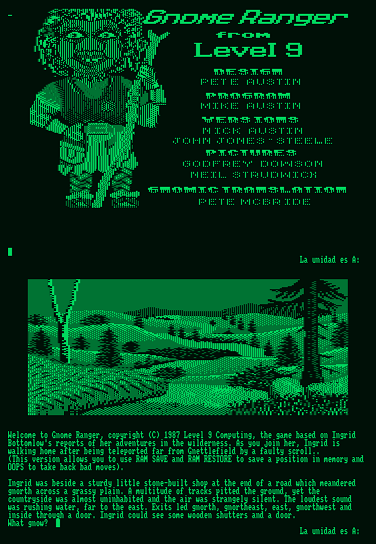 Gnome Ranger
from
Level 9
DESIGN
PETE AUSTIN
PROGRAM
MIKE AUSTIN
VERSIONS
NICK AUSTIN
JOHN JONES-STEELE
PICTURES
GODFREY DOWSON
NEIL STRUDWICK
GNOMIC TRANSLATION
PETE MCBRIDE
La unidad es A:
Welcome to Gnome Ranger, copyright (C) 1987 Level 9 Computing, the game based on Ingrid
Bottomlow's reports of her adventures in the wilderness. As you join her, Ingrid is
walking home after being teleported far from Gnettlefield by a faulty scroll..
(This version allows you to use RAM SAVE and RAM RESTORE to save a position in memory and
OOPS to take back bad moves).
Ingrid was beside a sturdy little stone-built shop at the end of a road which meandered
gnorth across a grassy plain. A multitude of tracks pitted the ground, yet the
countryside was almost uninhabited and the air was strangely silent. The loudest sound
was rushing water, far to the east. Exits led gnorth, gnortheast, east, gnorthwest and
inside through a door. Ingrid could see some wooden shutters and a door.
What gnow?
La unidad es A: